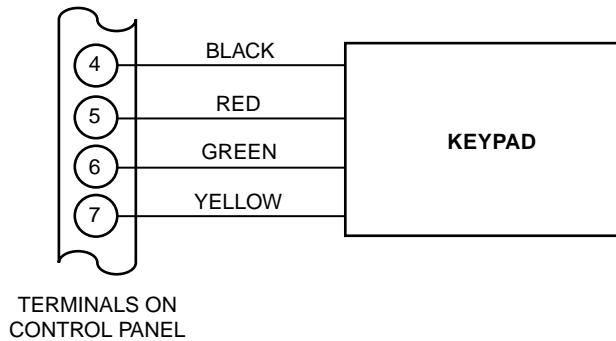 4 BLACK
5 RED
KEYPAD
6 GREEN
7 YELLOW
TERMINALS ON
CONTROL PANEL